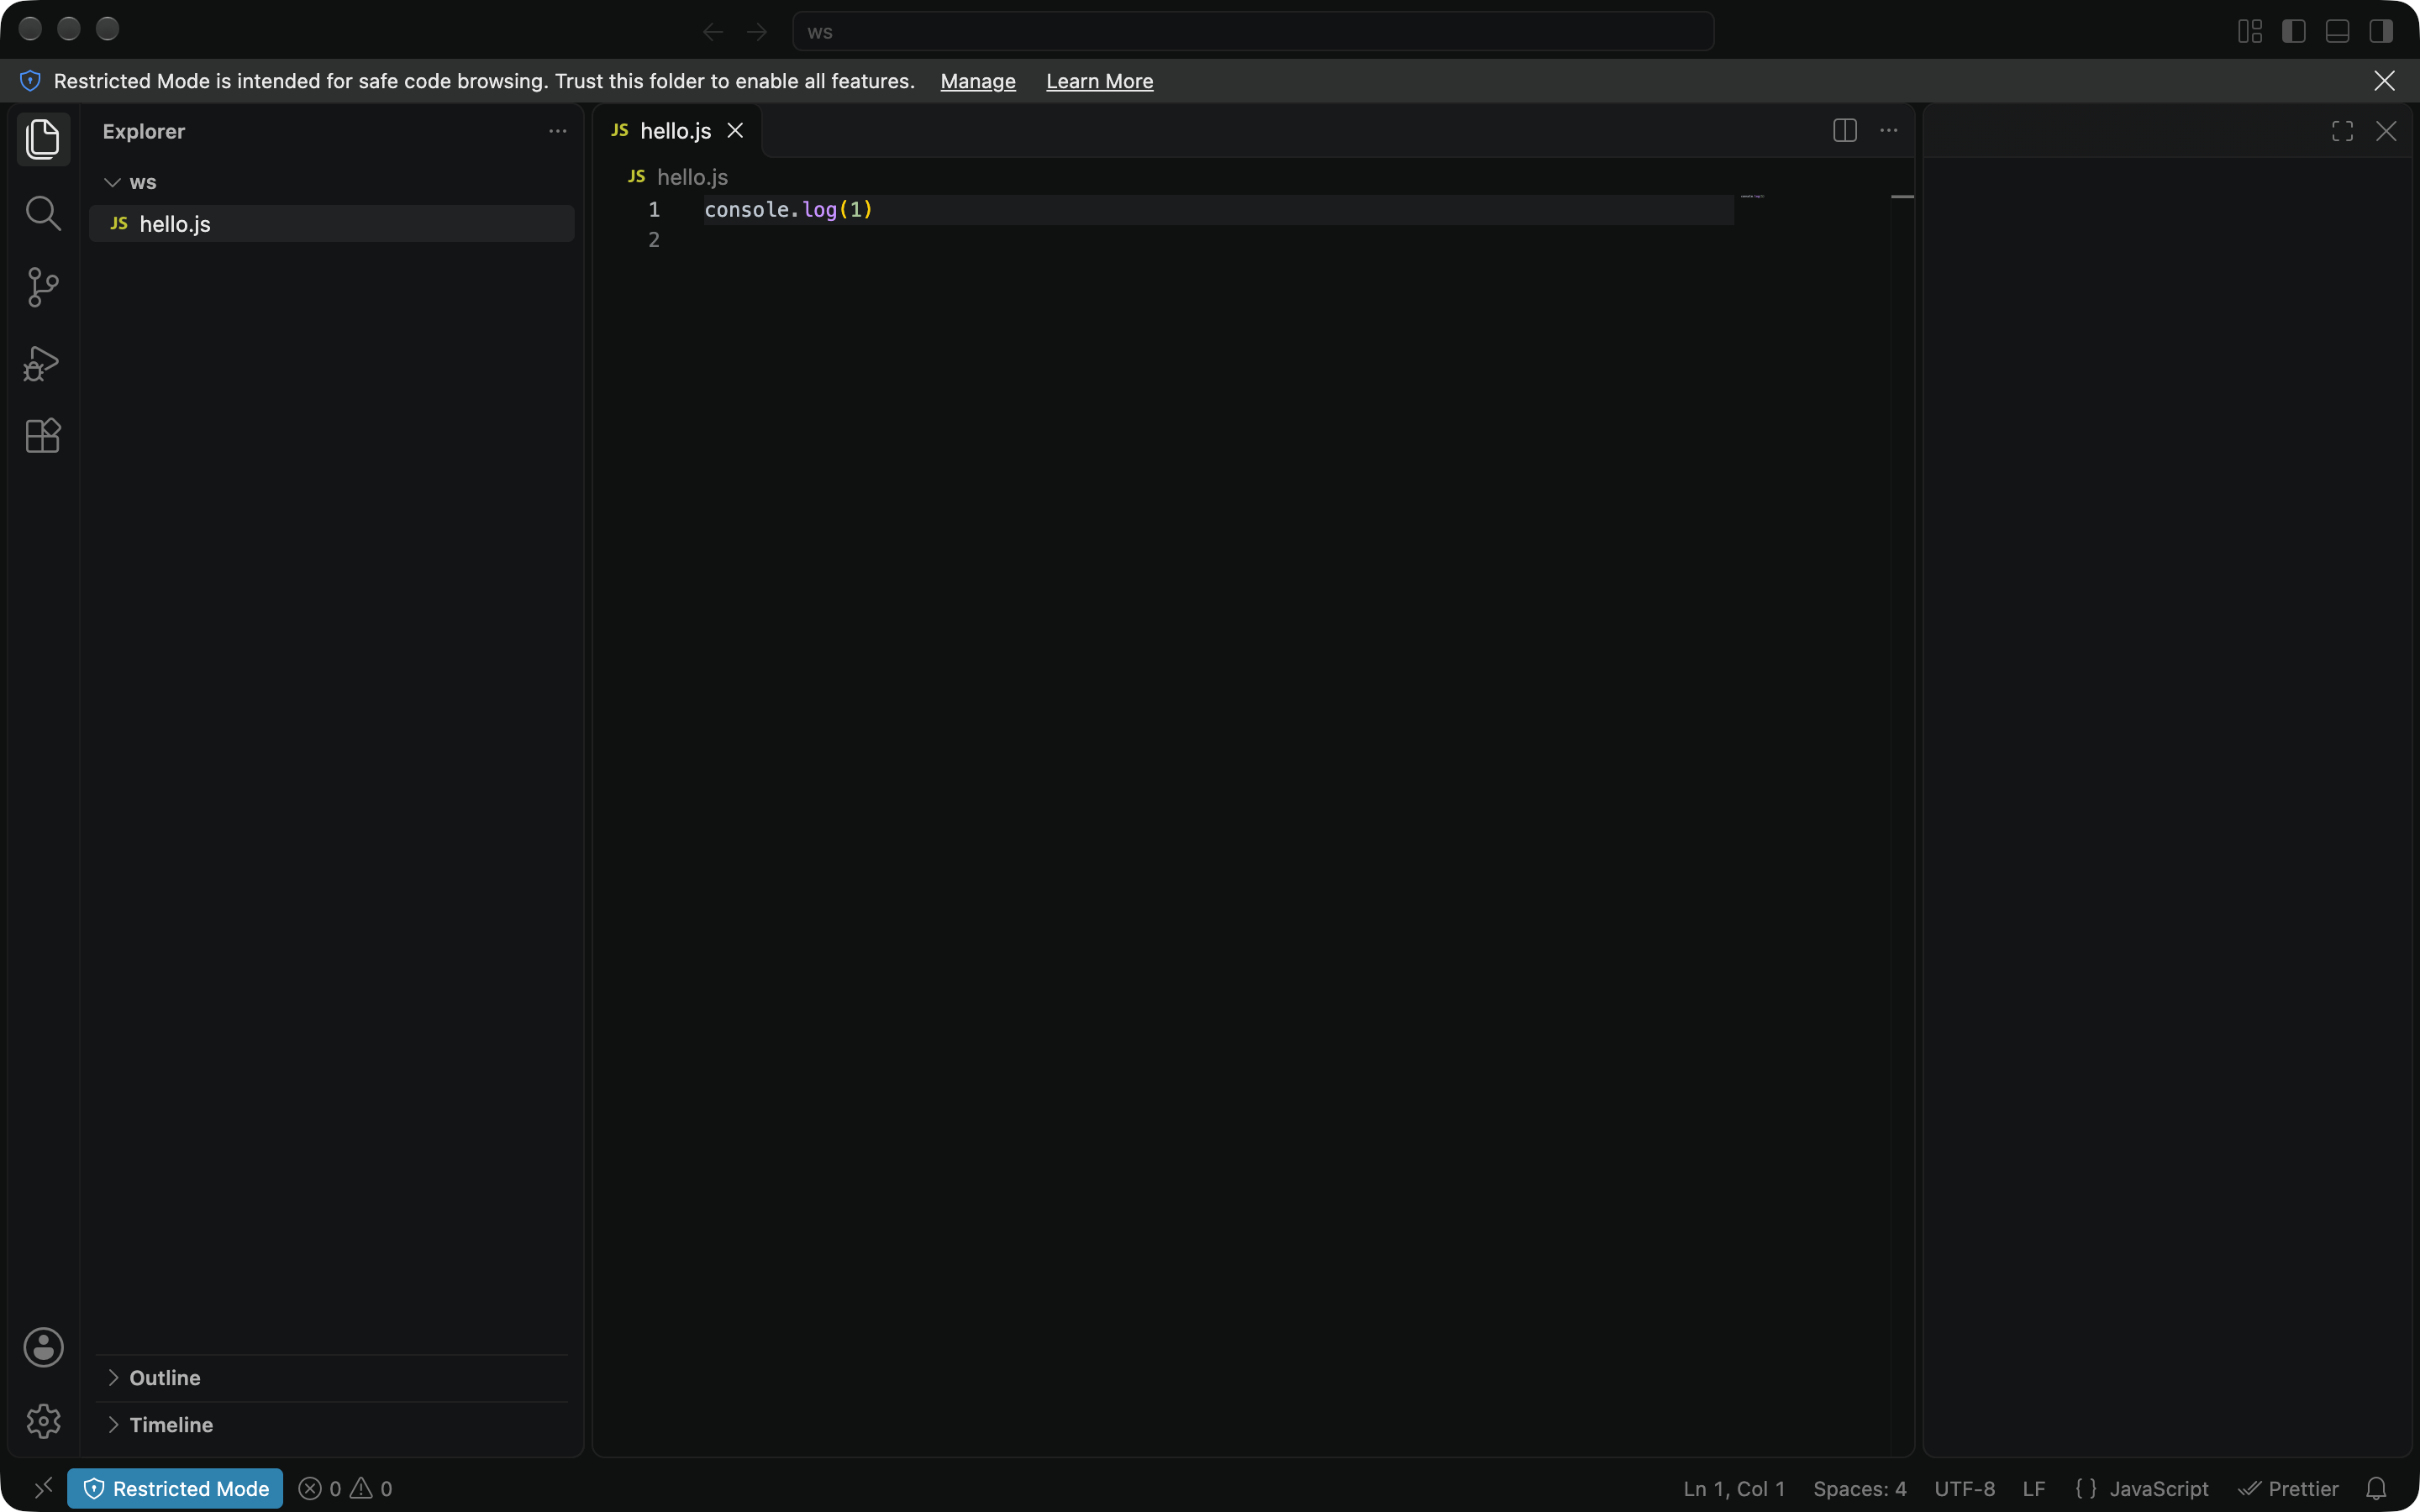 ws
Restricted Mode is intended for safe code browsing. Trust this folder to enable all features. Manage Learn More
Explorer
ws
JS hello.js
JS hello.js
JS hello.js
1 console.log(1)
2
Outline
Timeline
Restricted Mode 0 0
Ln 1, Col 1 Spaces: 4 UTF-8 LF {} JavaScript Prettier